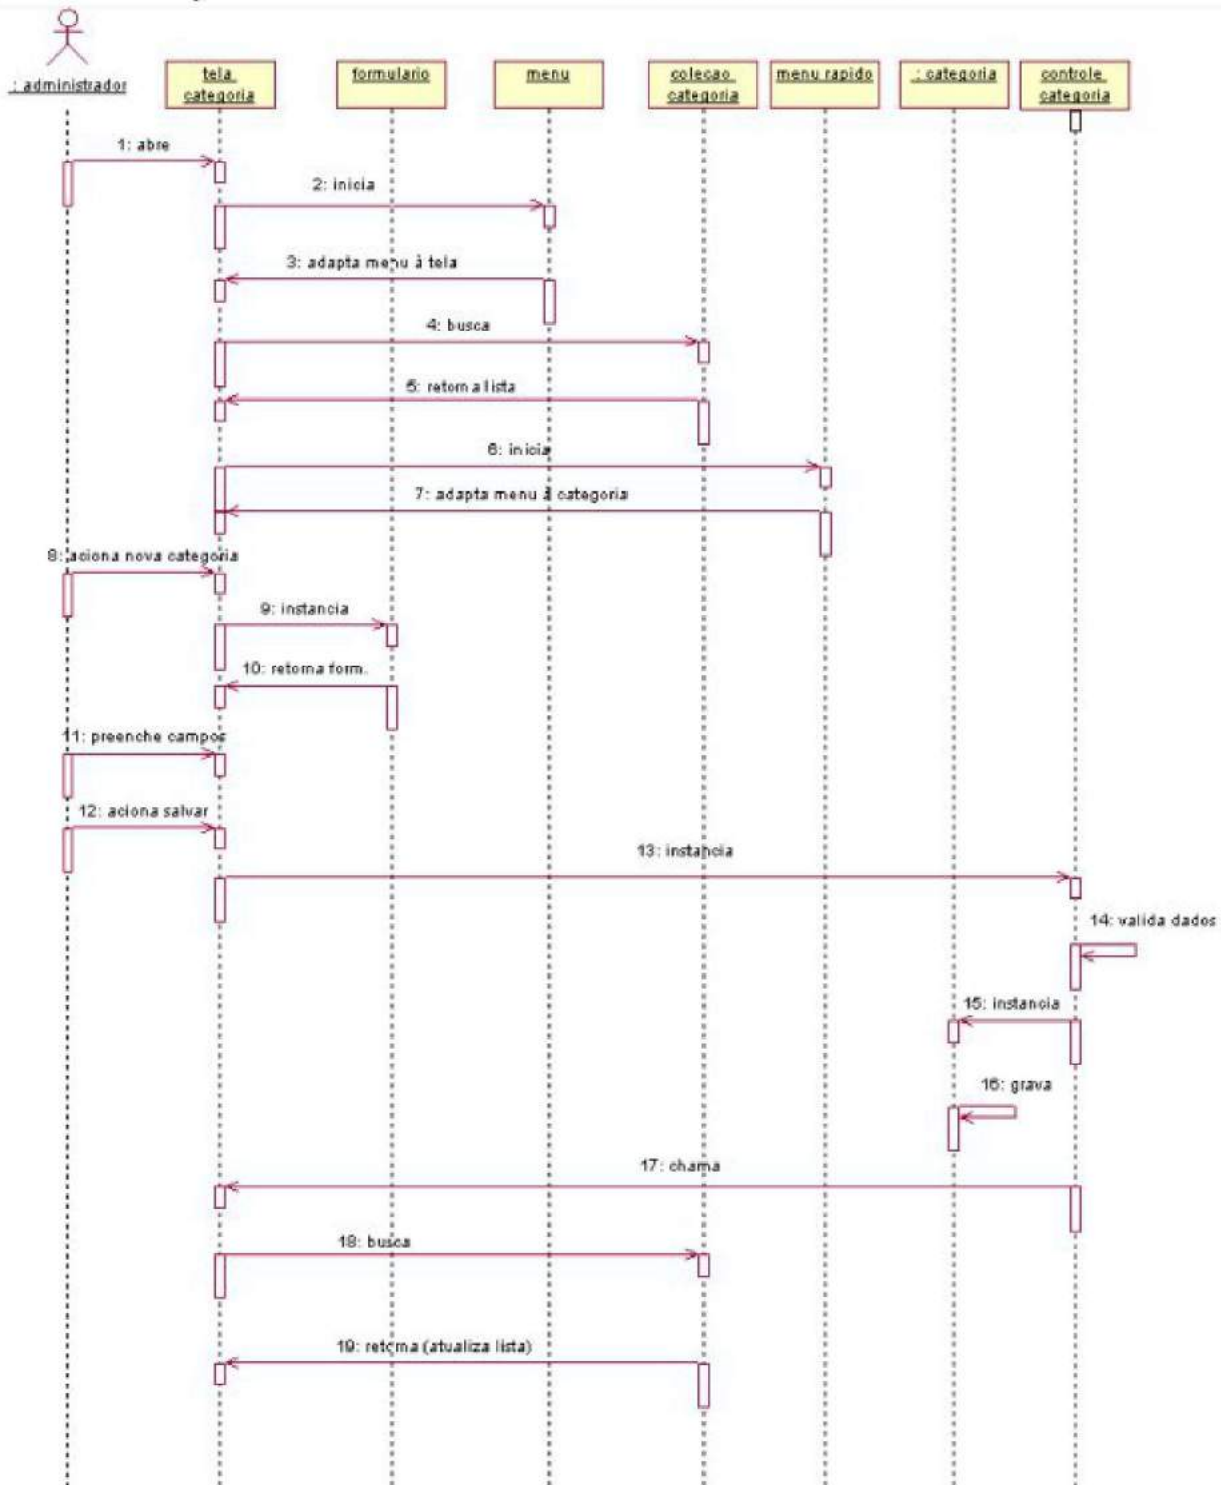 : administrador
tela
categoria
formulario
menu
colecao
categoria
menu rapido
: categoria
controle
categoria
1: abre
2: inicia
3: adapta menu à tela
4: busca
5: retorna lista
6: inicia
7: adapta menu à categoria
8: aciona nova categoria
9: instancia
10: retorna form.
11: preenche campos
12: aciona salvar
13: instancia
14: valida dados
15: instancia
16: grava
17: chama
18: busca
19: retorna (atualiza lista)